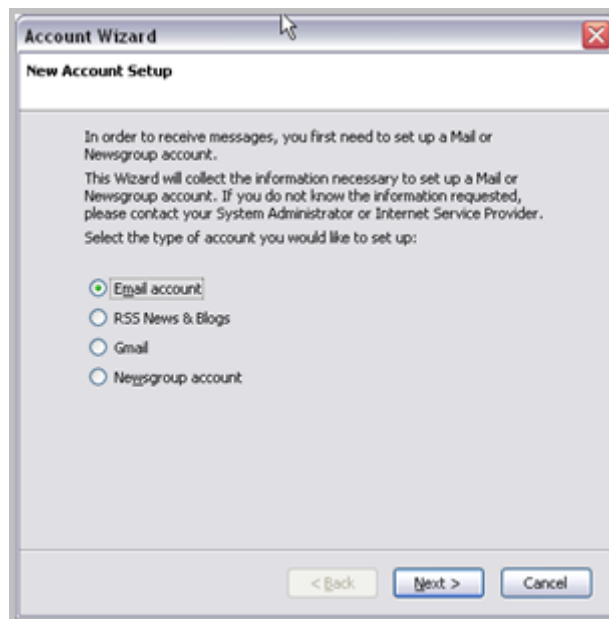 Account Wizard
New Account Setup
In order to receive messages, you first need to set up a Mail or
Newsgroup account.
This Wizard will collect the information necessary to set up a Mail or
Newsgroup account. If you do not know the information requested,
please contact your System Administrator or Internet Service Provider.
Select the type of account you would like to set up:
Email account
RSS News & Blogs
Gmail
Newsgroup account
< Back
Next >
Cancel